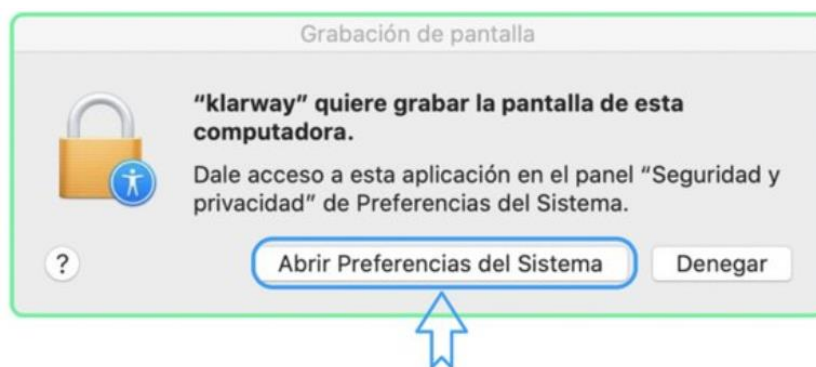 Grabación de pantalla
“klarway” quiere grabar la pantalla de esta
computadora.
Dale acceso a esta aplicación en el panel “Seguridad y
privacidad” de Preferencias del Sistema.
?
Abrir Preferencias del Sistema
Denegar